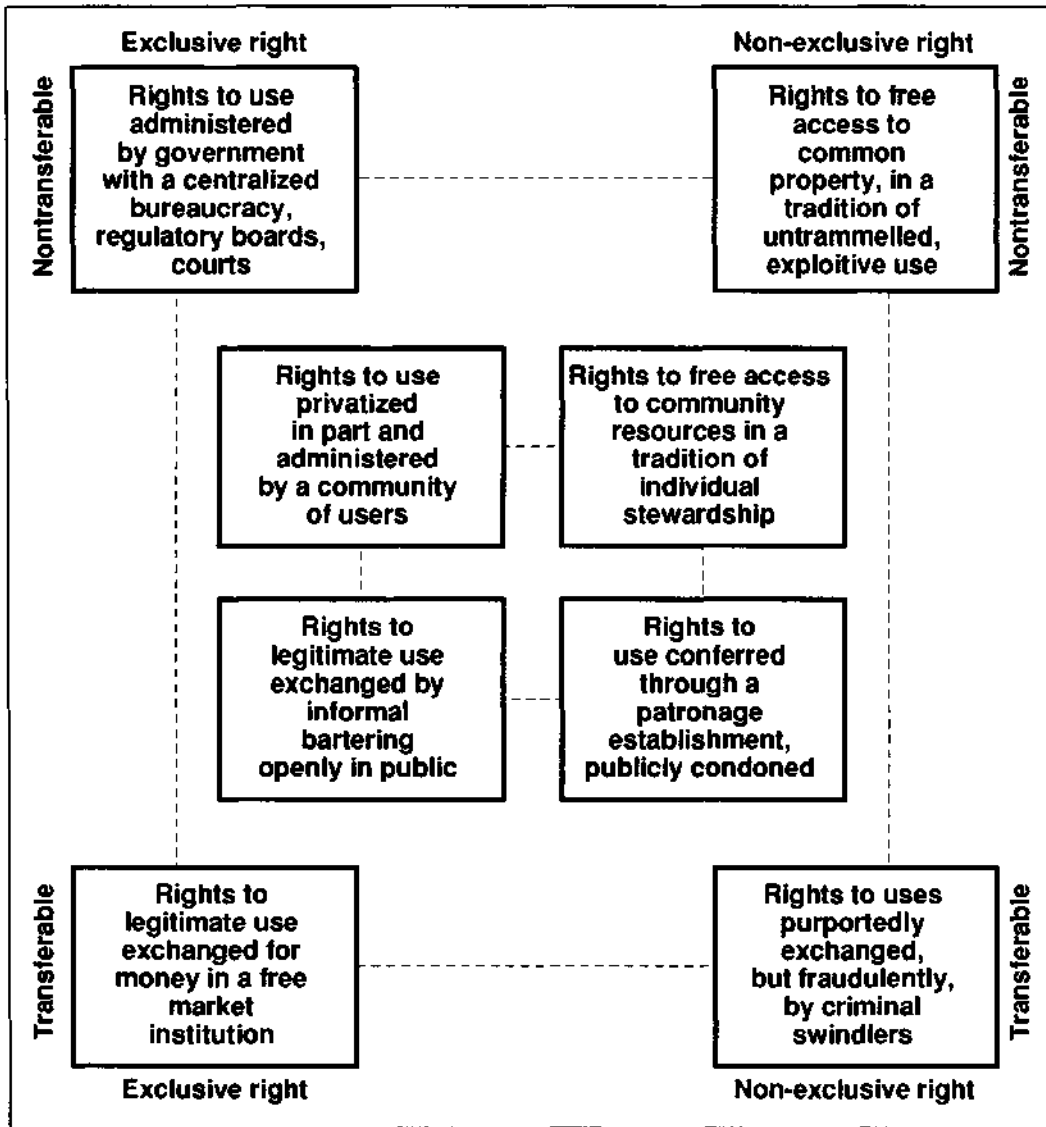 Exclusive right
Non-exclusive right
Nontransferable
Rights to use
administered
by government
with a centralized
bureaucracy,
regulatory boards,
courts
Rights to free
access to
common
property, in a
tradition of
untrammelled,
exploitive use
Nontransferable
Rights to use
privatized
in part and
administered
by a community
of users
Rights to free access
to community
resources in a
tradition of
individual
stewardship
Rights to
legitimate use
exchanged by
informal
bartering
openly in public
Rights to
use conferred
through a
patronage
establishment,
publicly condoned
Transferable
Rights to
legitimate use
exchanged for
money in a free
market
institution
Rights to uses
purportedly
exchanged,
but fraudulently,
by criminal
swindlers
Transferable
Exclusive right
Non-exclusive right